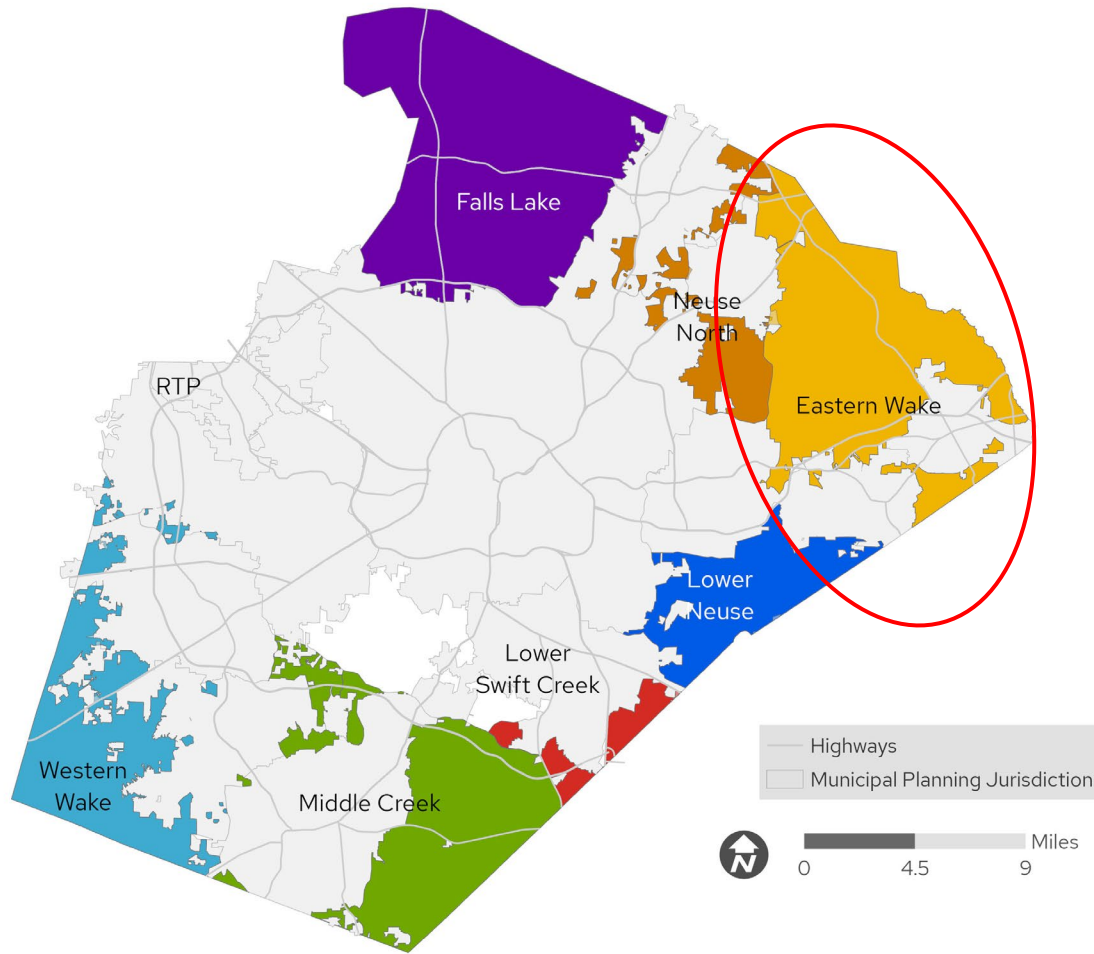 Falls Lake
Neuse
North
RTP
Eastern Wake
Lower
Neuse
Lower
Swift Creek
Western
Wake
Middle Creek
Highways
Municipal Planning Jurisdiction
N
Miles
0
4.5
9